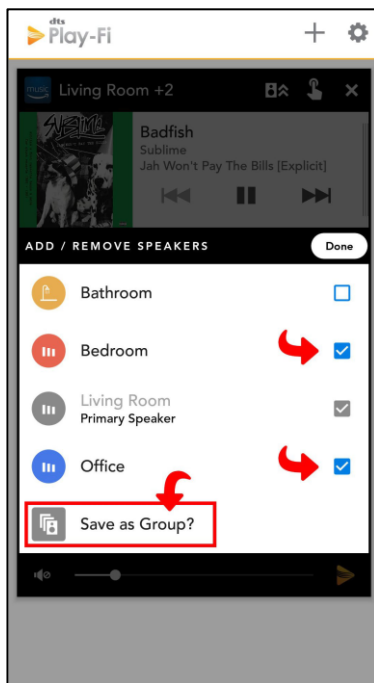 dts
Play-Fi
music
Living Room +2
SUBLIME
Badfish
Sublime
Jah Won't Pay The Bills [Explicit]
ADD / REMOVE SPEAKERS
Done
Bathroom
Bedroom
Living Room
Primary Speaker
Office
Save as Group?